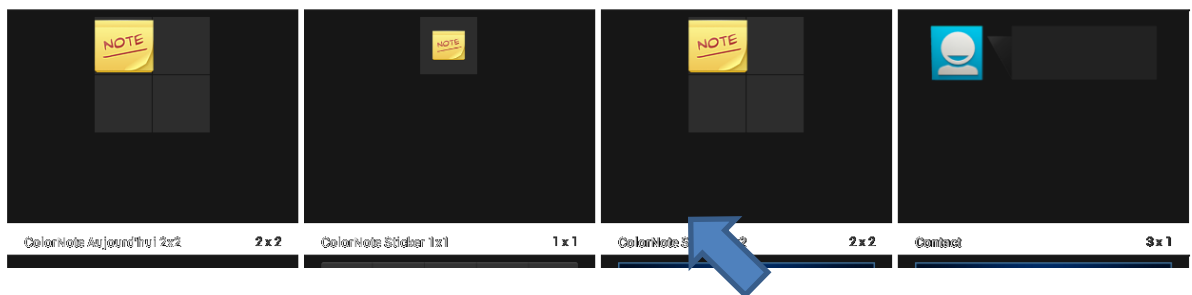 NOTE
NOTE
NOTE
ColorNote Aujourd'hui 2x2 2 x 2
ColorNote Sticker 1x1 1 x 1
ColorNote S 2 2 x 2
Contact 3 x 1